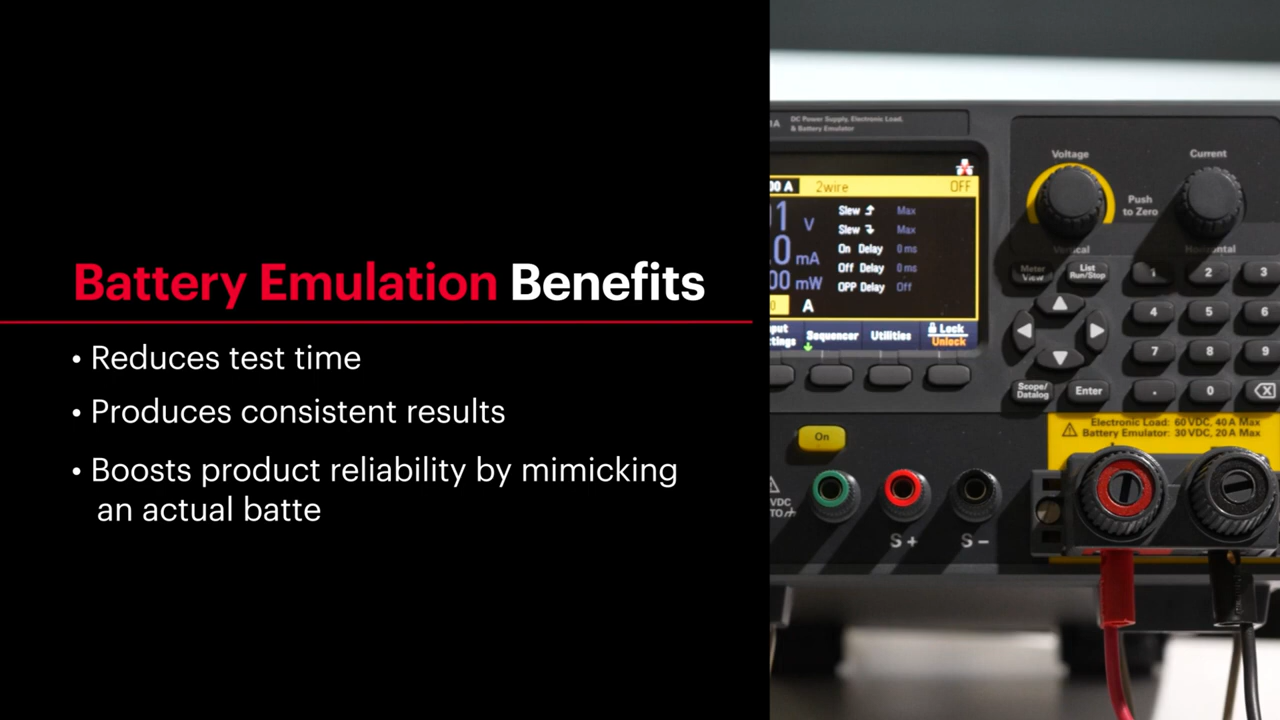 Battery Emulation Benefits
• Reduces test time
• Produces consistent results
• Boosts product reliability by mimicking
an actual batte
DC Power Supply, Electronic Load,
& Battery Emulator
00 A 2wire OFF
V
mA
00 mW
A
Slew Max
Slew Max
On Delay 0 ms
Off Delay 0 ms
OPP Delay Off
Sequencer Utilities Lock
Unlock
Voltage Current
Push
to Zero
Vertical Horizontal
Meter
View
List
Run/Stop
1 2 3
4 5 6
7 8 9
Scope/
Datalog
Enter
. 0
On
Electronic Load: 60 VDC, 40 A Max
Battery Emulator: 30 VDC, 20 A Max
VDC
TO
S + S –